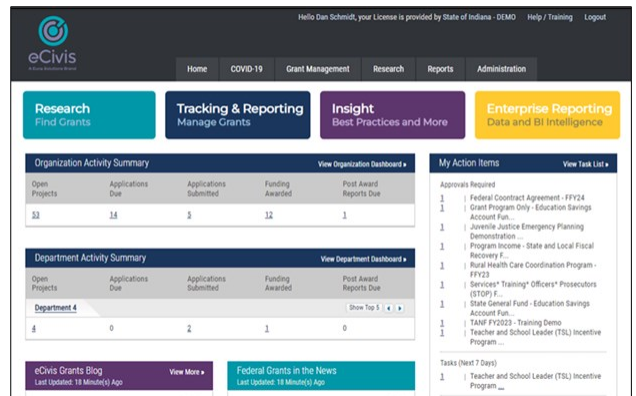 Hello Dan Schmidt, your License is provided by State of Indiana - DEMO Help / Training Logout
eCivis
Home COVID-19 Grant Management Research Reports Administration
Research
Find Grants
Tracking & Reporting
Manage Grants
Insight
Best Practices and More
Enterprise Reporting
Data and BI Intelligence
Organization Activity Summary View Organization Dashboard »
Open Projects Applications Due Applications Submitted Funding Awarded Post Award Reports Due
53 14 5 12 1
Department Activity Summary View Department Dashboard »
Open Projects Applications Due Applications Submitted Funding Awarded Post Award Reports Due
Department 4 Show Top 5
4 0 2 1 0
eCivis Grants Blog View More »
Last Updated: 18 Minute(s) Ago
Federal Grants in the News
Last Updated: 18 Minute(s) Ago
My Action Items View Task List »
Approvals Required
1 | Federal Coontract Agreement - FFY24
1 | Grant Program Only - Education Savings
Account Fun...
1 | Juvenile Justice Emergency Planning
Demonstration ...
1 | Program Income - State and Local Fiscal
Recovery F...
1 | Rural Health Care Coordination Program -
FFY23
1 | Services* Training* Officers* Prosecutors
(STOP) F...
1 | State General Fund - Education Savings
Account Fun...
1 | TANF FY2023 - Training Demo
1 | Teacher and School Leader (TSL) Incentive
Program ...
Tasks (Next 7 Days)
1 | Teacher and School Leader (TSL) Incentive
Program ...